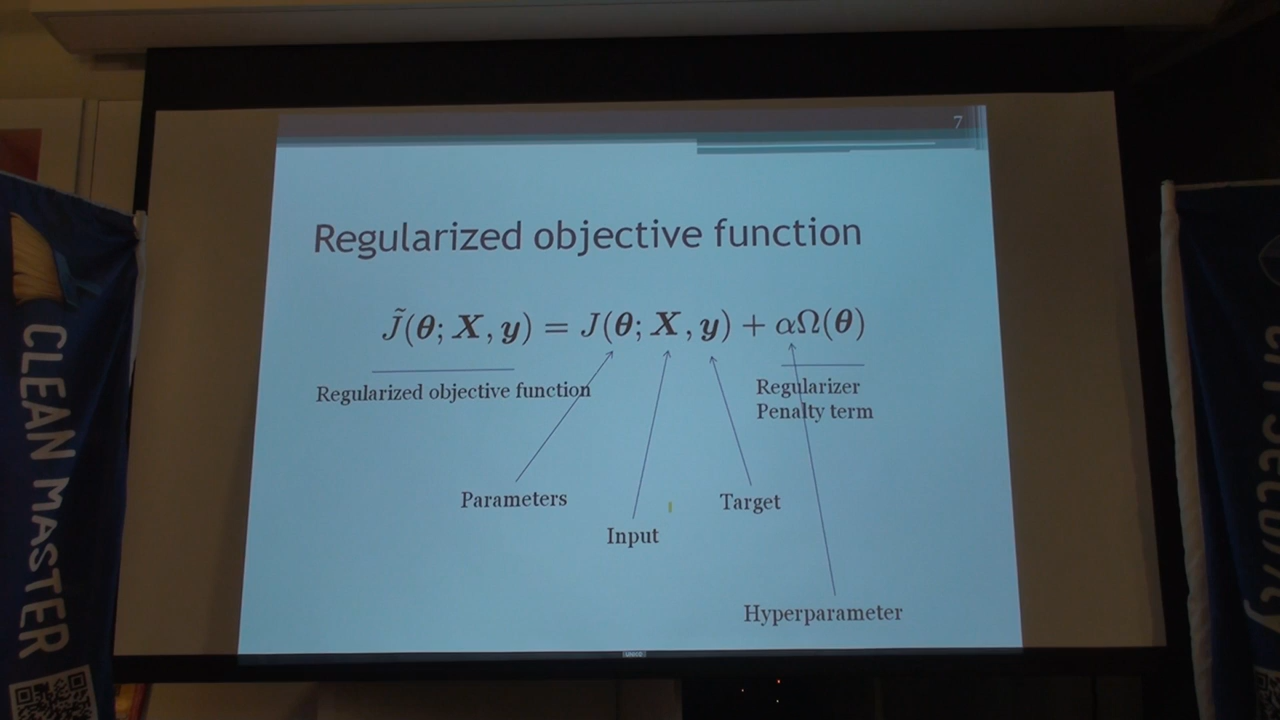 7
Regularized objective function
J̃(θ; X, y) = J(θ; X, y) + αΩ(θ)
Regularized objective function
Regularizer
Penalty term
Parameters
Target
Input
Hyperparameter
CLEAN MASTER